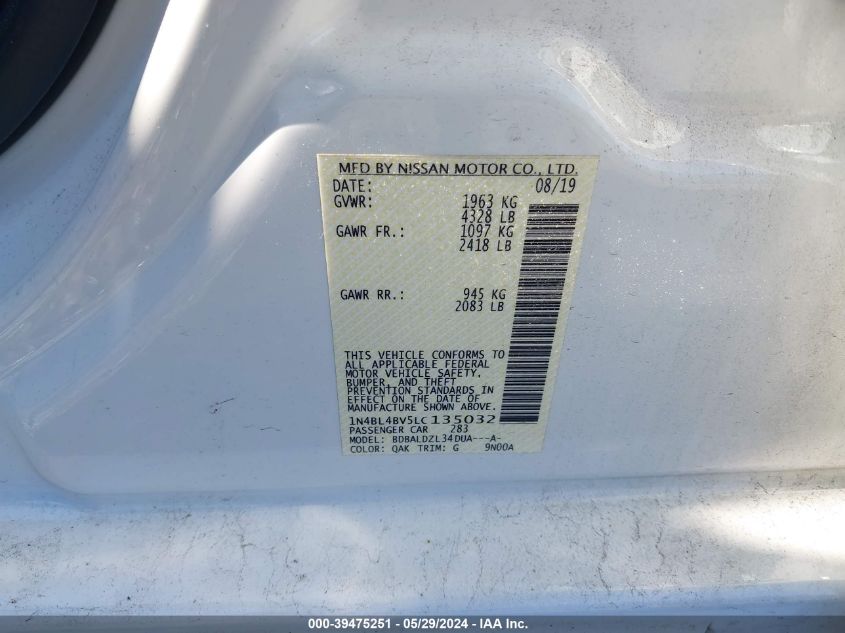 MFD BY NISSAN MOTOR CO., LTD.
DATE: 08/19
GVWR: 1963 KG
4328 LB
GAWR FR.: 1097 KG
2418 LB
GAWR RR.: 945 KG
2083 LB
THIS VEHICLE CONFORMS TO
ALL APPLICABLE FEDERAL
MOTOR VEHICLE SAFETY,
BUMPER, AND THEFT
PREVENTION STANDARDS IN
EFFECT ON THE DATE OF
MANUFACTURE SHOWN ABOVE.
1N4BL4BV5LC135032
PASSENGER CAR 283
MODEL: BDBALDZL34DUA---A-
COLOR: QAK TRIM: G 9N00A
000-39475251 - 05/29/2024 - IAA Inc.